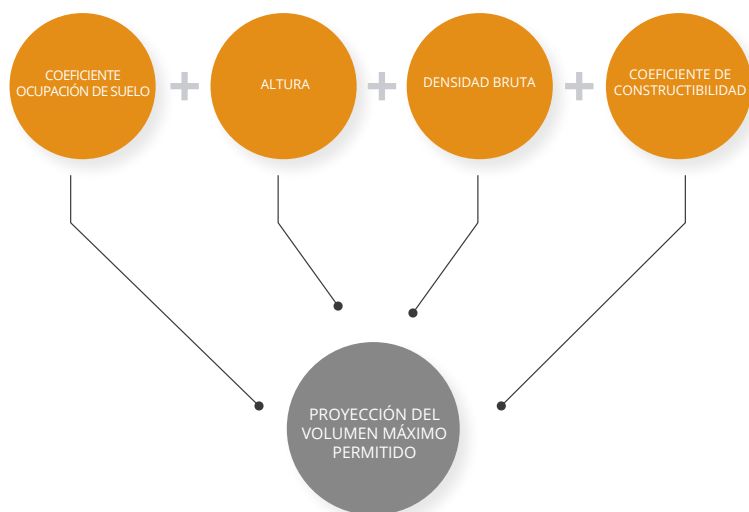 COEFICIENTE
OCUPACIÓN DE SUELO
+
ALTURA
+
DENSIDAD BRUTA
+
COEFICIENTE DE
CONSTRUCTIBILIDAD
PROYECCIÓN DEL
VOLUMEN MÁXIMO
PERMITIDO